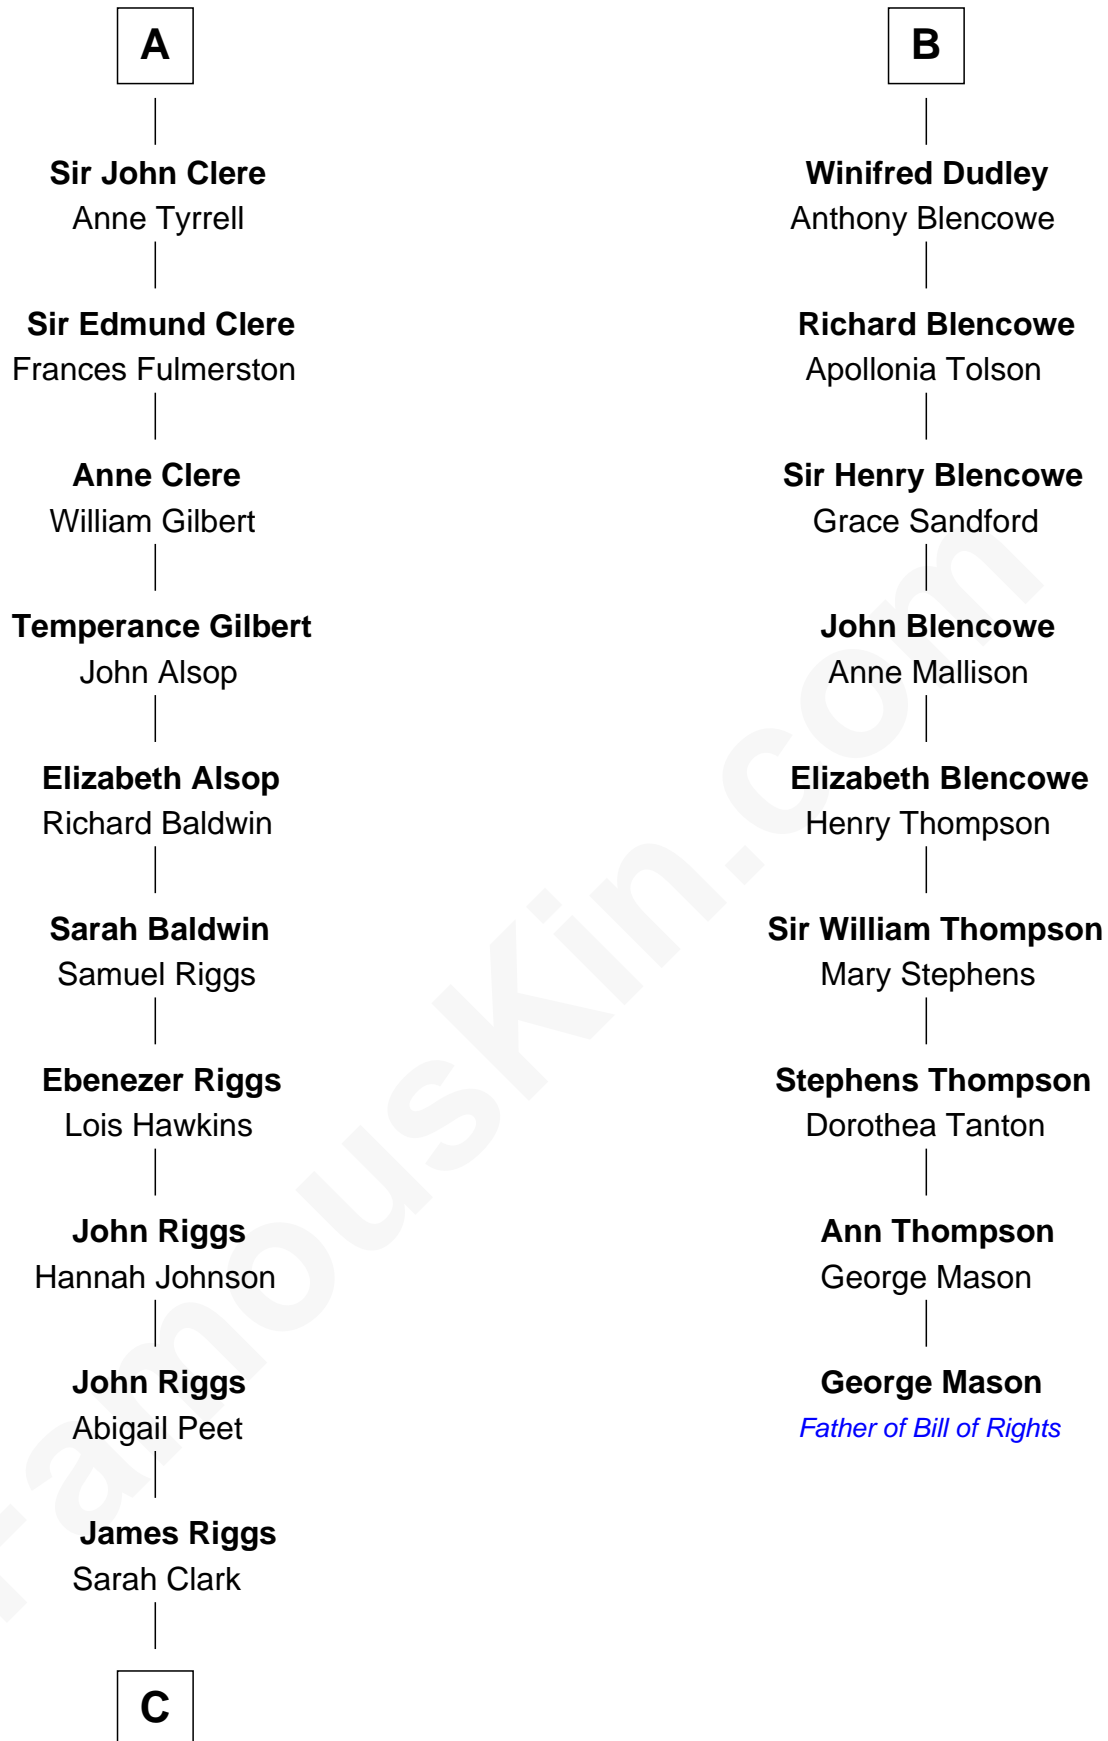 A
Sir John Clere
Anne Tyrrell
Sir Edmund Clere
Frances Fulmerston
Anne Clere
William Gilbert
Temperance Gilbert
John Alsop
Elizabeth Alsop
Richard Baldwin
Sarah Baldwin
Samuel Riggs
Ebenezer Riggs
Lois Hawkins
John Riggs
Hannah Johnson
John Riggs
Abigail Peet
James Riggs
Sarah Clark
C
B
Winifred Dudley
Anthony Blencowe
Richard Blencowe
Apollonia Tolson
Sir Henry Blencowe
Grace Sandford
John Blencowe
Anne Mallison
Elizabeth Blencowe
Henry Thompson
Sir William Thompson
Mary Stephens
Stephens Thompson
Dorothea Tanton
Ann Thompson
George Mason
George Mason
Father of Bill of Rights
FamousKin.com